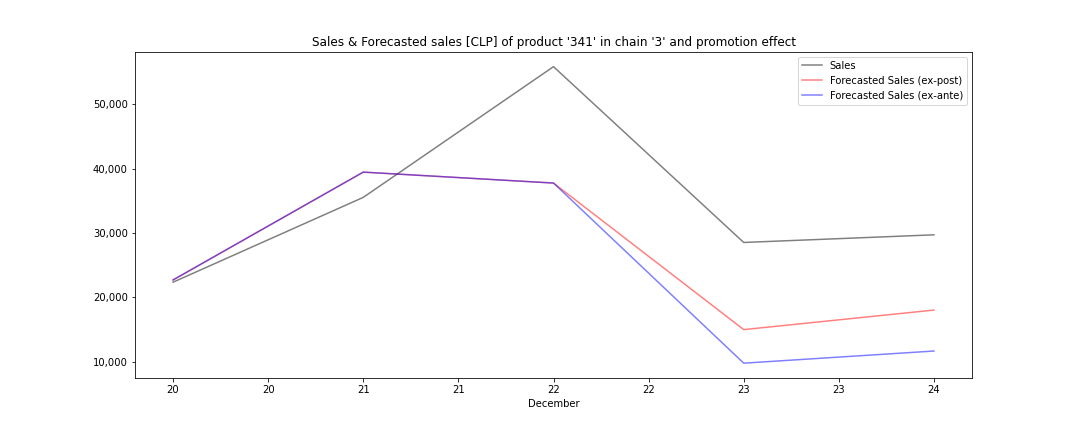 Sales & Forecasted sales [CLP] of product '341' in chain '3' and promotion effect
Sales
Forecasted Sales (ex-post)
Forecasted Sales (ex-ante)
50,000
40,000
30,000
20,000
10,000
20 20 21 21 22 22 23 23 24
December